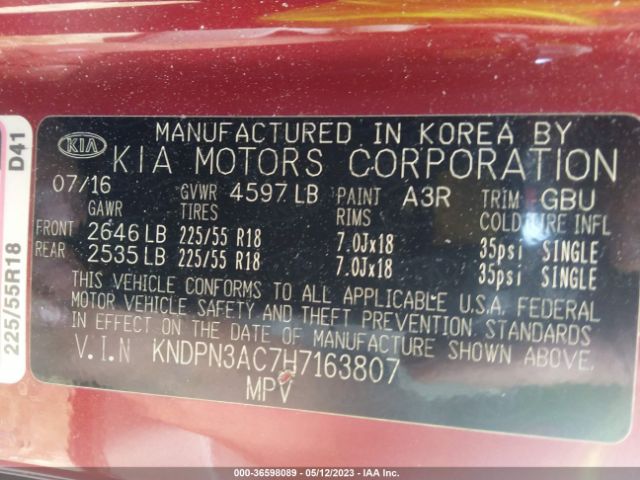 225/55R18 D41
KIA
MANUFACTURED IN KOREA BY
KIA MOTORS CORPORATION
07/16 GVWR 4597 LB PAINT A3R TRIM GBU
GAWR TIRES RIMS COLD TIRE INFL
FRONT 2646 LB 225/55 R18 7.0Jx18 35psi SINGLE
REAR 2535 LB 225/55 R18 7.0Jx18 35psi SINGLE
THIS VEHICLE CONFORMS TO ALL APPLICABLE U.S.A. FEDERAL
MOTOR VEHICLE SAFETY AND THEFT PREVENTION STANDARDS
IN EFFECT ON THE DATE OF MANUFACTURE SHOWN ABOVE.
V.I.N KNDPN3AC7H7163807
MPV
000-36598089 - 05/12/2023 - IAA Inc.